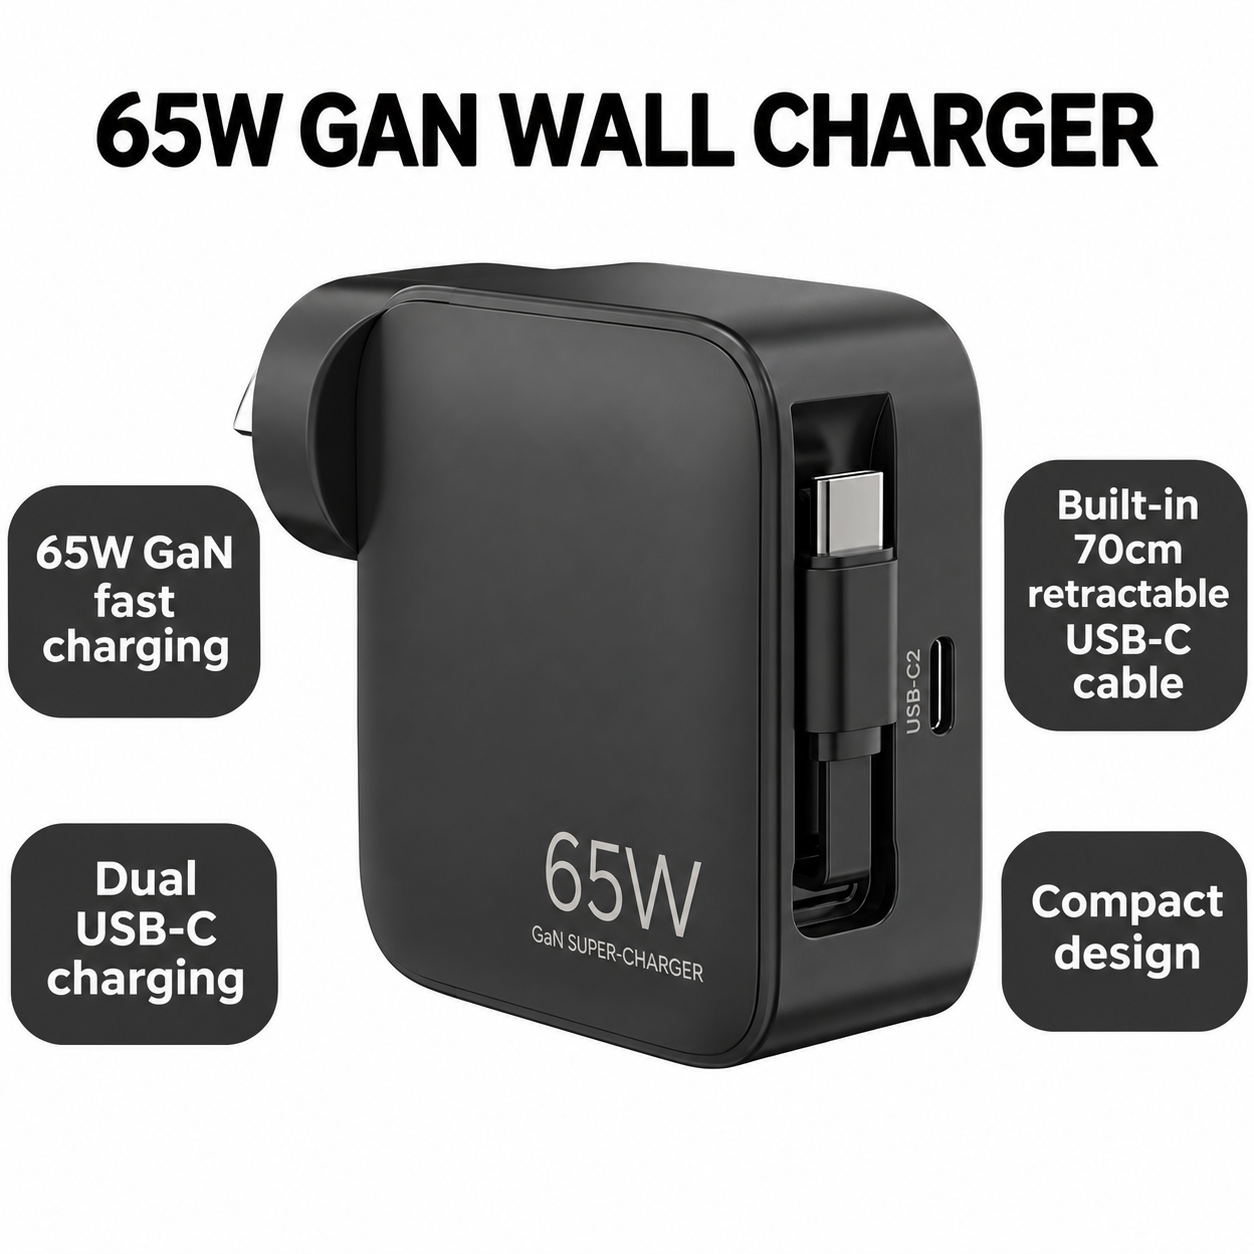 65W GAN WALL CHARGER
65W GaN
fast
charging
Built-in
70cm
retractable
USB-C
cable
USB-C2
Dual
USB-C
charging
65W
GaN SUPER-CHARGER
Compact
design